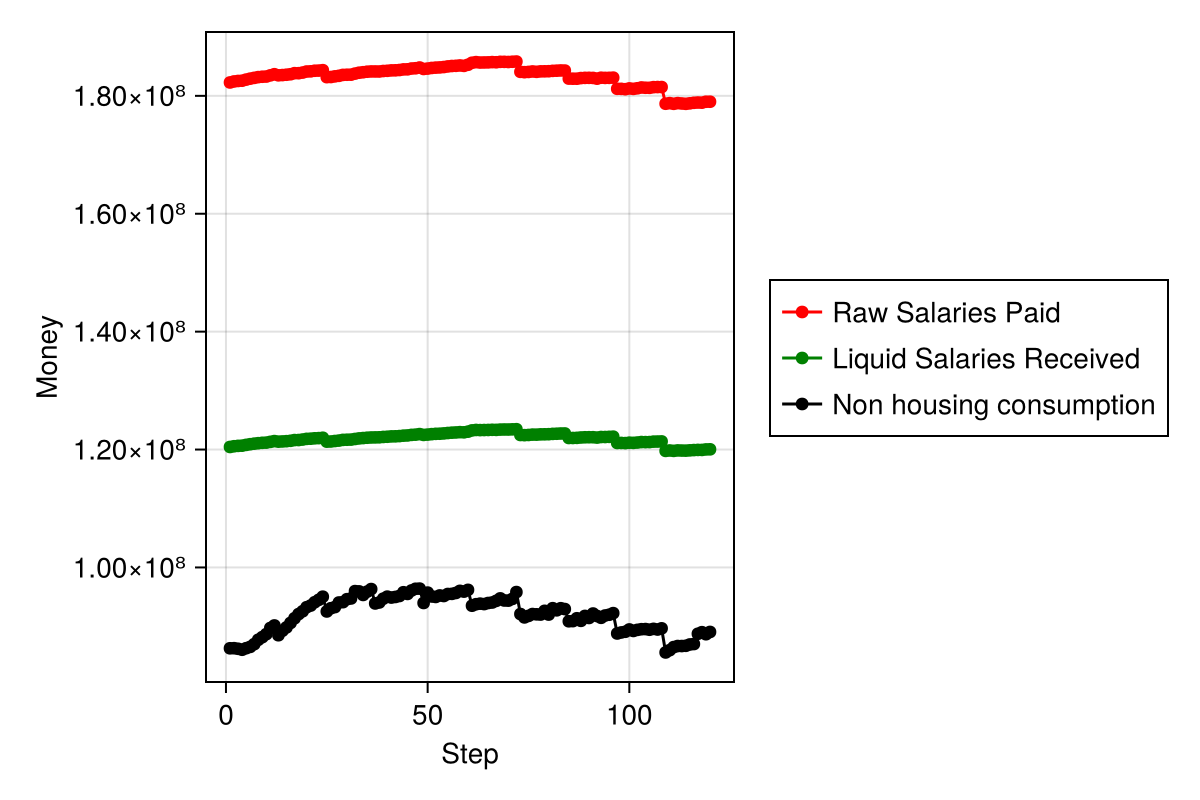 1.80×10⁸
1.60×10⁸
1.40×10⁸
1.20×10⁸
1.00×10⁸
Money
0 50 100
Step
Raw Salaries Paid
Liquid Salaries Received
Non housing consumption